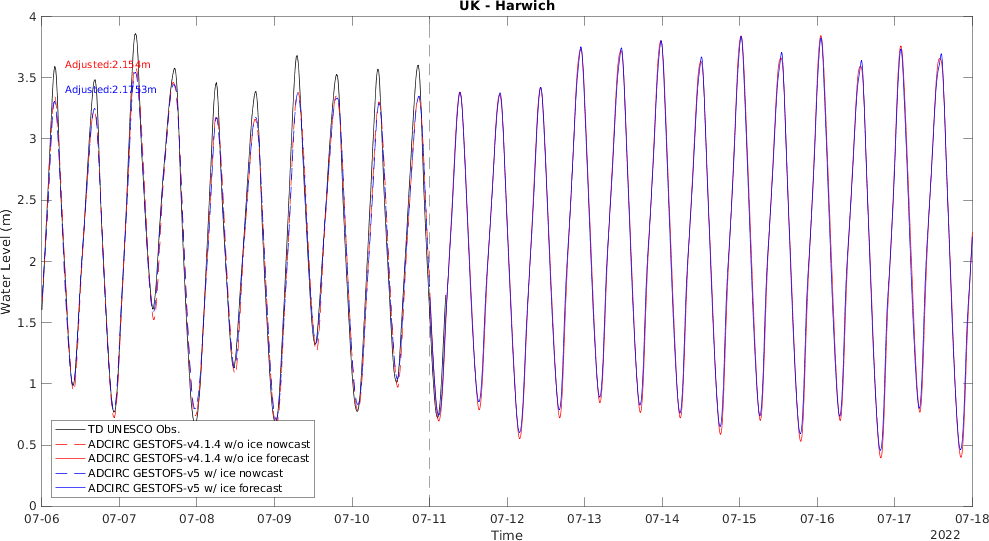 UK - Harwich
Adjusted:2.154m
Adjusted:2.1753m
4
3.5
3
2.5
2
1.5
1
0.5
0
Water Level (m)
TD UNESCO Obs.
ADCIRC GESTOFS-v4.1.4 w/o ice nowcast
ADCIRC GESTOFS-v4.1.4 w/o ice forecast
ADCIRC GESTOFS-v5 w/ ice nowcast
ADCIRC GESTOFS-v5 w/ ice forecast
07-06 07-07 07-08 07-09 07-10 07-11 07-12 07-13 07-14 07-15 07-16 07-17 07-18
Time
2022